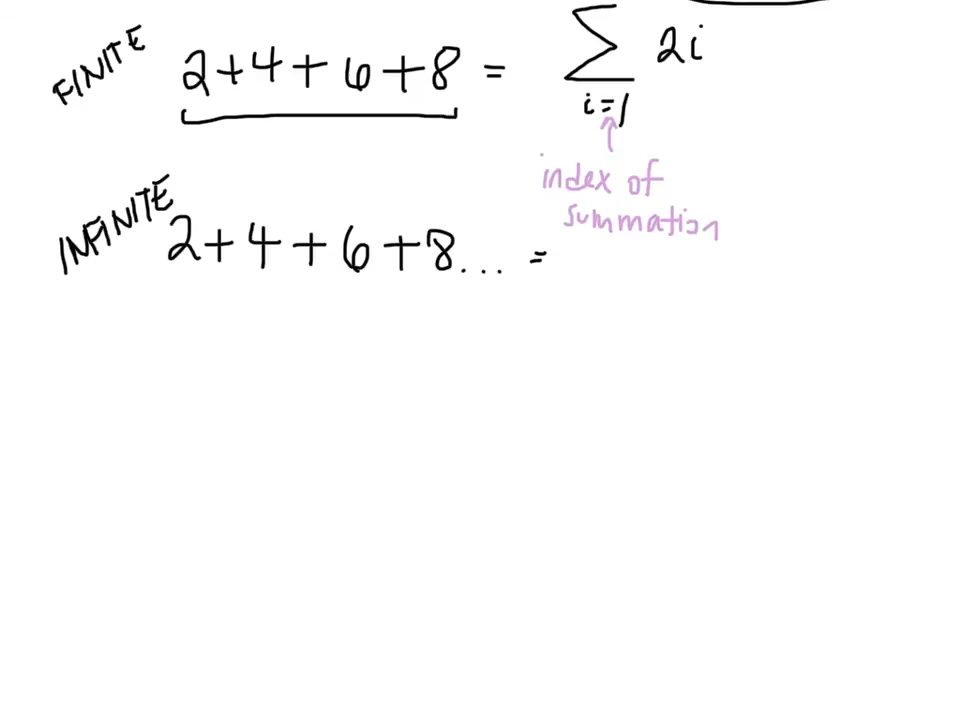 FINITE 2+4+6+8 = ∑ 2i
i=1
index of
summation
INFINITE 2+4+6+8... =